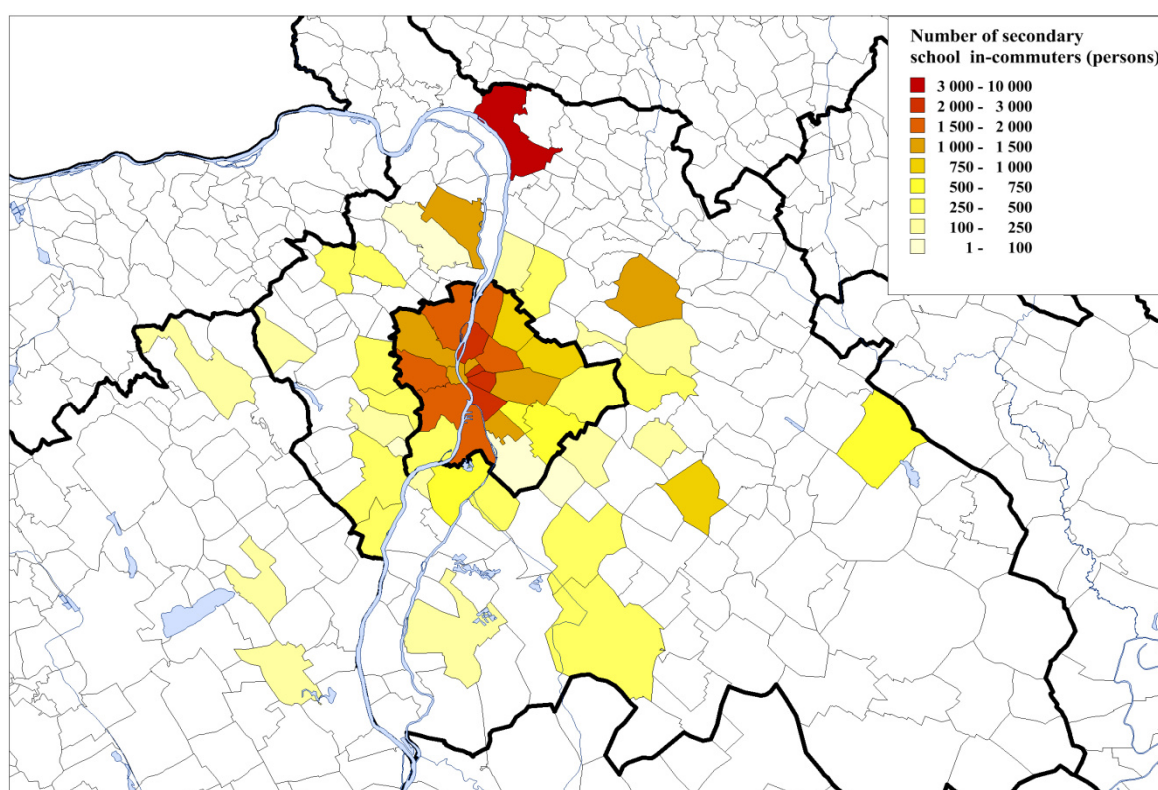 Number of secondary
school in-commuters (persons)
3 000 - 10 000
2 000 - 3 000
1 500 - 2 000
1 000 - 1 500
750 - 1 000
500 - 750
250 - 500
100 - 250
1 - 100